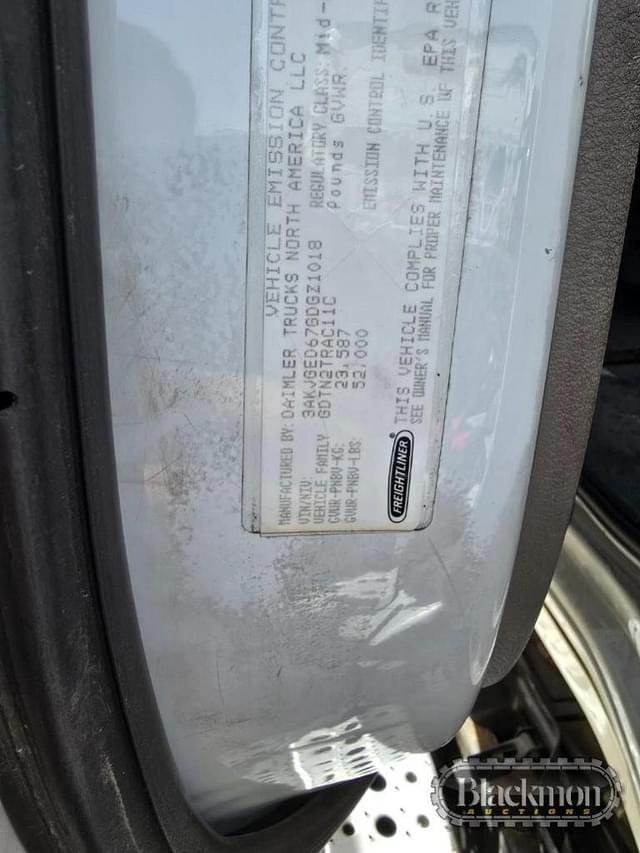 VEHICLE EMISSION CONTR
MANUFACTURED BY: DAIMLER TRUCKS NORTH AMERICA LLC
VIN/NIV: 3AKJGED67GDGZ1018 REGULATORY CLASS: Mid-
VEHICLE FAMILY GDTN2TRAC11C Pounds GVWR.
GVWR-PNBV-KG: 23,587
GVWR-PNBV-LBS: 52,000 EMISSION CONTROL IDENTIF
FREIGHTLINER®
THIS VEHICLE COMPLIES WITH U.S. EPA R
SEE OWNER'S MANUAL FOR PROPER MAINTENANCE OF THIS VEH
Blackmon
AUCTIONS